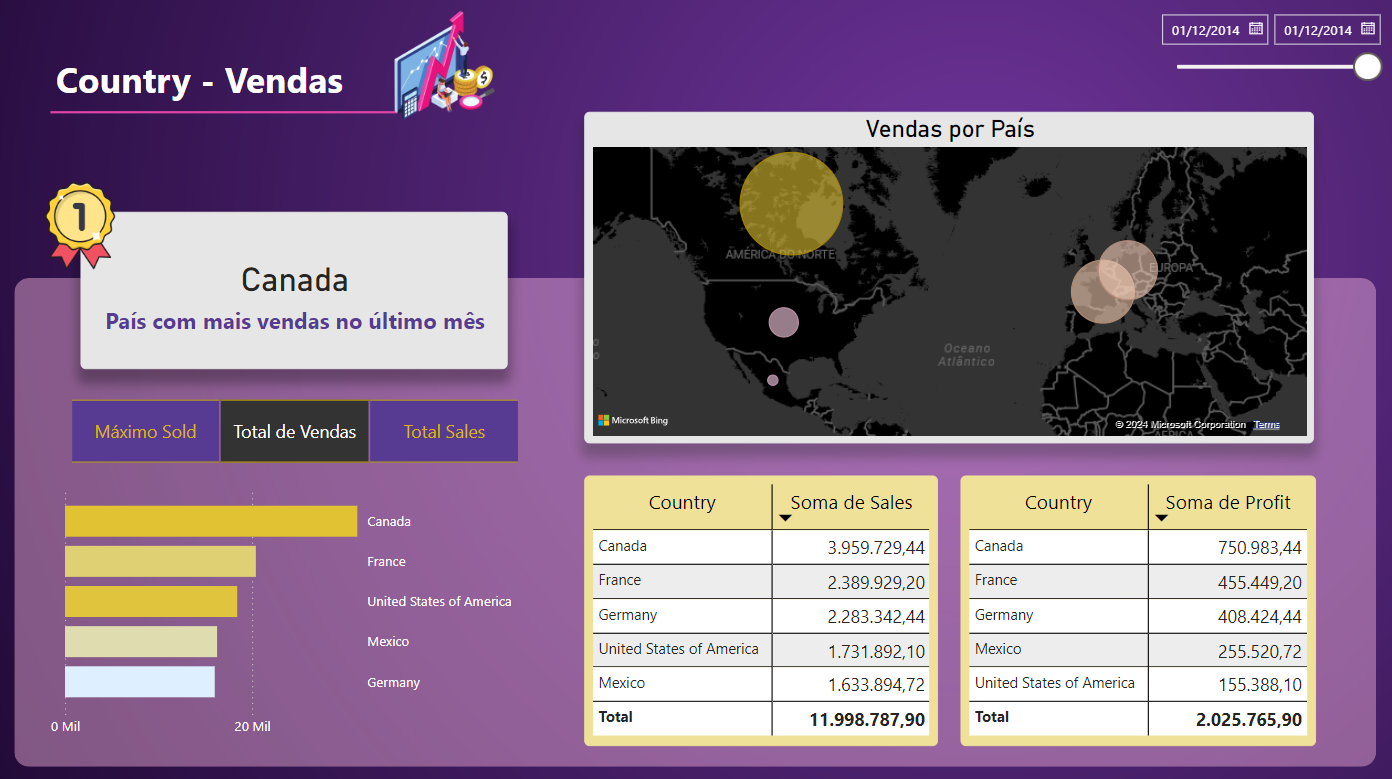 Country - Vendas
01/12/2014
01/12/2014
1
Canada
País com mais vendas no último mês
Máximo Sold
Total de Vendas
Total Sales
Canada
France
United States of America
Mexico
Germany
0 Mil
20 Mil
Vendas por País
AMÉRICA DO NORTE
EUROPA
Oceano
Atlântico
Microsoft Bing
© 2024 Microsoft Corporation Terms
ÁFRICA
Country Soma de Sales
Canada 3.959.729,44
France 2.389.929,20
Germany 2.283.342,44
United States of America 1.731.892,10
Mexico 1.633.894,72
Total 11.998.787,90
Country Soma de Profit
Canada 750.983,44
France 455.449,20
Germany 408.424,44
Mexico 255.520,72
United States of America 155.388,10
Total 2.025.765,90